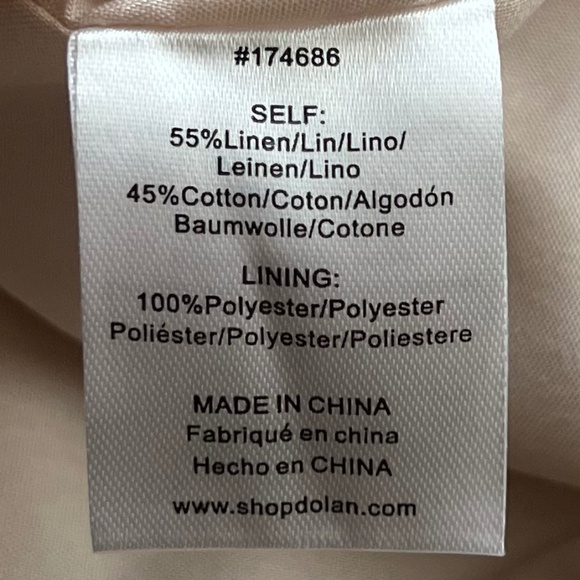 #174686
SELF:
55%Linen/Lin/Lino/
Leinen/Lino
45%Cotton/Coton/Algodón
Baumwolle/Cotone
LINING:
100%Polyester/Polyester
Poliéster/Polyester/Poliestere
MADE IN CHINA
Fabriqué en china
Hecho en CHINA
www.shopdolan.com